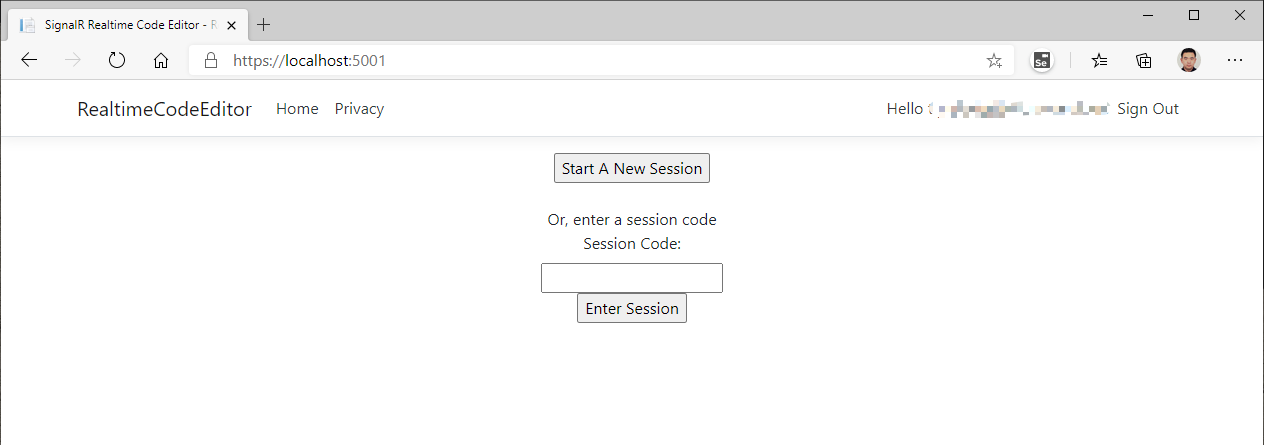 SignalR Realtime Code Editor - R
https://localhost:5001
Se
RealtimeCodeEditor Home Privacy Hello Sign Out
Start A New Session
Or, enter a session code
Session Code:
Enter Session